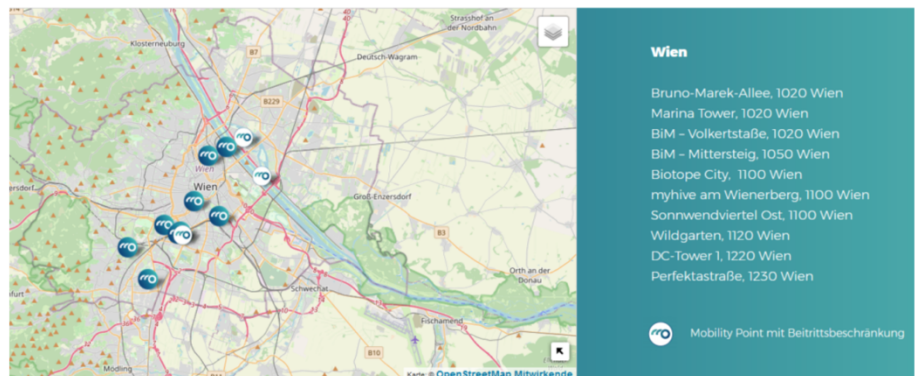 Strasshof an
der Nordbahn
Klosterneuburg
B7
Deutsch-Wagram
B229
Wien
Wien
Groß-Enzersdorf
B3
Orth an der
Donau
Schwechat
Fischamend
B10
Mödling
Karte: © OpenStreetMap Mitwirkende
Wien
Bruno-Marek-Allee, 1020 Wien
Marina Tower, 1020 Wien
BiM – Volkertstaße, 1020 Wien
BiM – Mittersteig, 1050 Wien
Biotope City, 1100 Wien
myhive am Wienerberg, 1100 Wien
Sonnwendviertel Ost, 1100 Wien
Wildgarten, 1120 Wien
DC-Tower 1, 1220 Wien
Perfektastraße, 1230 Wien
Mobility Point mit Beitrittsbeschränkung